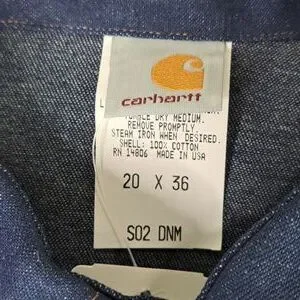 carhartt
TUMBLE DRY MEDIUM.
REMOVE PROMPTLY.
STEAM IRON WHEN DESIRED.
SHELL: 100% COTTON
RN 14806 MADE IN USA
20 X 36
S02 DNM